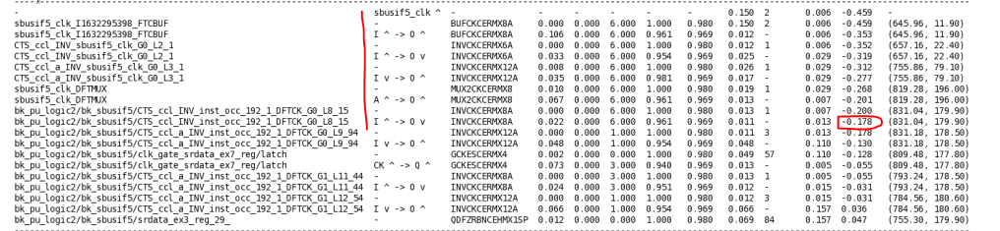 - sbusif5_clk ^ - - - - - - 0.150 2 0.006 -0.459 -
sbusif5_clk_I1632295398_FTCBUF - BUFCKCERMX8A 0.000 0.000 6.000 1.000 0.980 0.150 2 0.006 -0.459 (645.96, 11.90)
sbusif5_clk_I1632295398_FTCBUF I ^ -> O ^ BUFCKCERMX8A 0.106 0.000 6.000 0.961 0.969 0.012 - 0.006 -0.353 (645.96, 11.90)
CTS_ccl_INV_sbusif5_clk_G0_L2_1 - INVCKCERMX6A 0.000 0.000 6.000 1.000 0.980 0.012 1 0.006 -0.352 (657.16, 22.40)
CTS_ccl_INV_sbusif5_clk_G0_L2_1 I ^ -> O v INVCKCERMX6A 0.033 0.000 6.000 0.954 0.969 0.025 - 0.029 -0.319 (657.16, 22.40)
CTS_ccl_a_INV_sbusif5_clk_G0_L3_1 - INVCKCERMX12A 0.008 0.000 6.000 1.000 0.980 0.026 1 0.029 -0.312 (755.86, 79.10)
CTS_ccl_a_INV_sbusif5_clk_G0_L3_1 I v -> O ^ INVCKCERMX12A 0.035 0.000 6.000 0.981 0.969 0.017 - 0.029 -0.277 (755.86, 79.10)
sbusif5_clk_DFTMUX - MUX2CKCERMX8A 0.010 0.000 6.000 1.000 0.980 0.019 1 0.029 -0.268 (819.28, 196.00)
sbusif5_clk_DFTMUX A ^ -> O ^ MUX2CKCERMX8A 0.067 0.000 6.000 0.961 0.969 0.013 - 0.007 -0.201 (819.28, 196.00)
bk_pu_logic2/bk_sbusif5/CTS_ccl_INV_inst_occ_192_1_DFTCK_G0_L8_15 - INVCKCERMX8A 0.000 0.000 6.000 1.000 0.980 0.013 1 0.007 -0.200 (831.04, 179.90)
bk_pu_logic2/bk_sbusif5/CTS_ccl_INV_inst_occ_192_1_DFTCK_G0_L8_15 I ^ -> O v INVCKCERMX8A 0.022 0.000 6.000 0.961 0.969 0.011 - 0.013 -0.178 (831.04, 179.90)
bk_pu_logic2/bk_sbusif5/CTS_ccl_a_INV_inst_occ_192_1_DFTCK_G0_L9_94 - INVCKCERMX12A 0.000 0.000 1.000 1.000 0.980 0.011 3 0.013 -0.178 (831.18, 178.50)
bk_pu_logic2/bk_sbusif5/CTS_ccl_a_INV_inst_occ_192_1_DFTCK_G0_L9_94 I v -> O ^ INVCKCERMX12A 0.048 0.000 1.000 0.954 0.969 0.048 - 0.110 -0.130 (831.18, 178.50)
bk_pu_logic2/bk_sbusif5/clk_gate_srdata_ex7_reg/latch - GCKESCERMX4 0.002 0.000 0.000 1.000 0.980 0.049 57 0.110 -0.128 (809.48, 177.80)
bk_pu_logic2/bk_sbusif5/clk_gate_srdata_ex7_reg/latch CK ^ -> Q ^ GCKESCERMX4 0.073 0.000 3.000 0.940 0.969 0.013 - 0.005 -0.055 (809.48, 177.80)
bk_pu_logic2/bk_sbusif5/CTS_ccl_a_INV_inst_occ_192_1_DFTCK_G1_L11_44 - INVCKCERMX8A 0.000 0.000 3.000 1.000 0.980 0.013 1 0.005 -0.055 (793.24, 178.50)
bk_pu_logic2/bk_sbusif5/CTS_ccl_a_INV_inst_occ_192_1_DFTCK_G1_L11_44 I ^ -> O v INVCKCERMX8A 0.024 0.000 3.000 0.951 0.969 0.012 - 0.015 -0.031 (793.24, 178.50)
bk_pu_logic2/bk_sbusif5/CTS_ccl_a_INV_inst_occ_192_1_DFTCK_G1_L12_54 - INVCKCERMX12A 0.000 0.000 1.000 1.000 0.980 0.012 3 0.015 -0.031 (784.56, 180.60)
bk_pu_logic2/bk_sbusif5/CTS_ccl_a_INV_inst_occ_192_1_DFTCK_G1_L12_54 I v -> O ^ INVCKCERMX12A 0.066 0.000 1.000 0.954 0.969 0.066 - 0.157 0.036 (784.56, 180.60)
bk_pu_logic2/bk_sbusif5/srdata_ex3_reg_29_ - QDFZRBNCEHMX1SP 0.012 0.000 0.000 1.000 0.980 0.069 84 0.157 0.047 (755.30, 179.90)